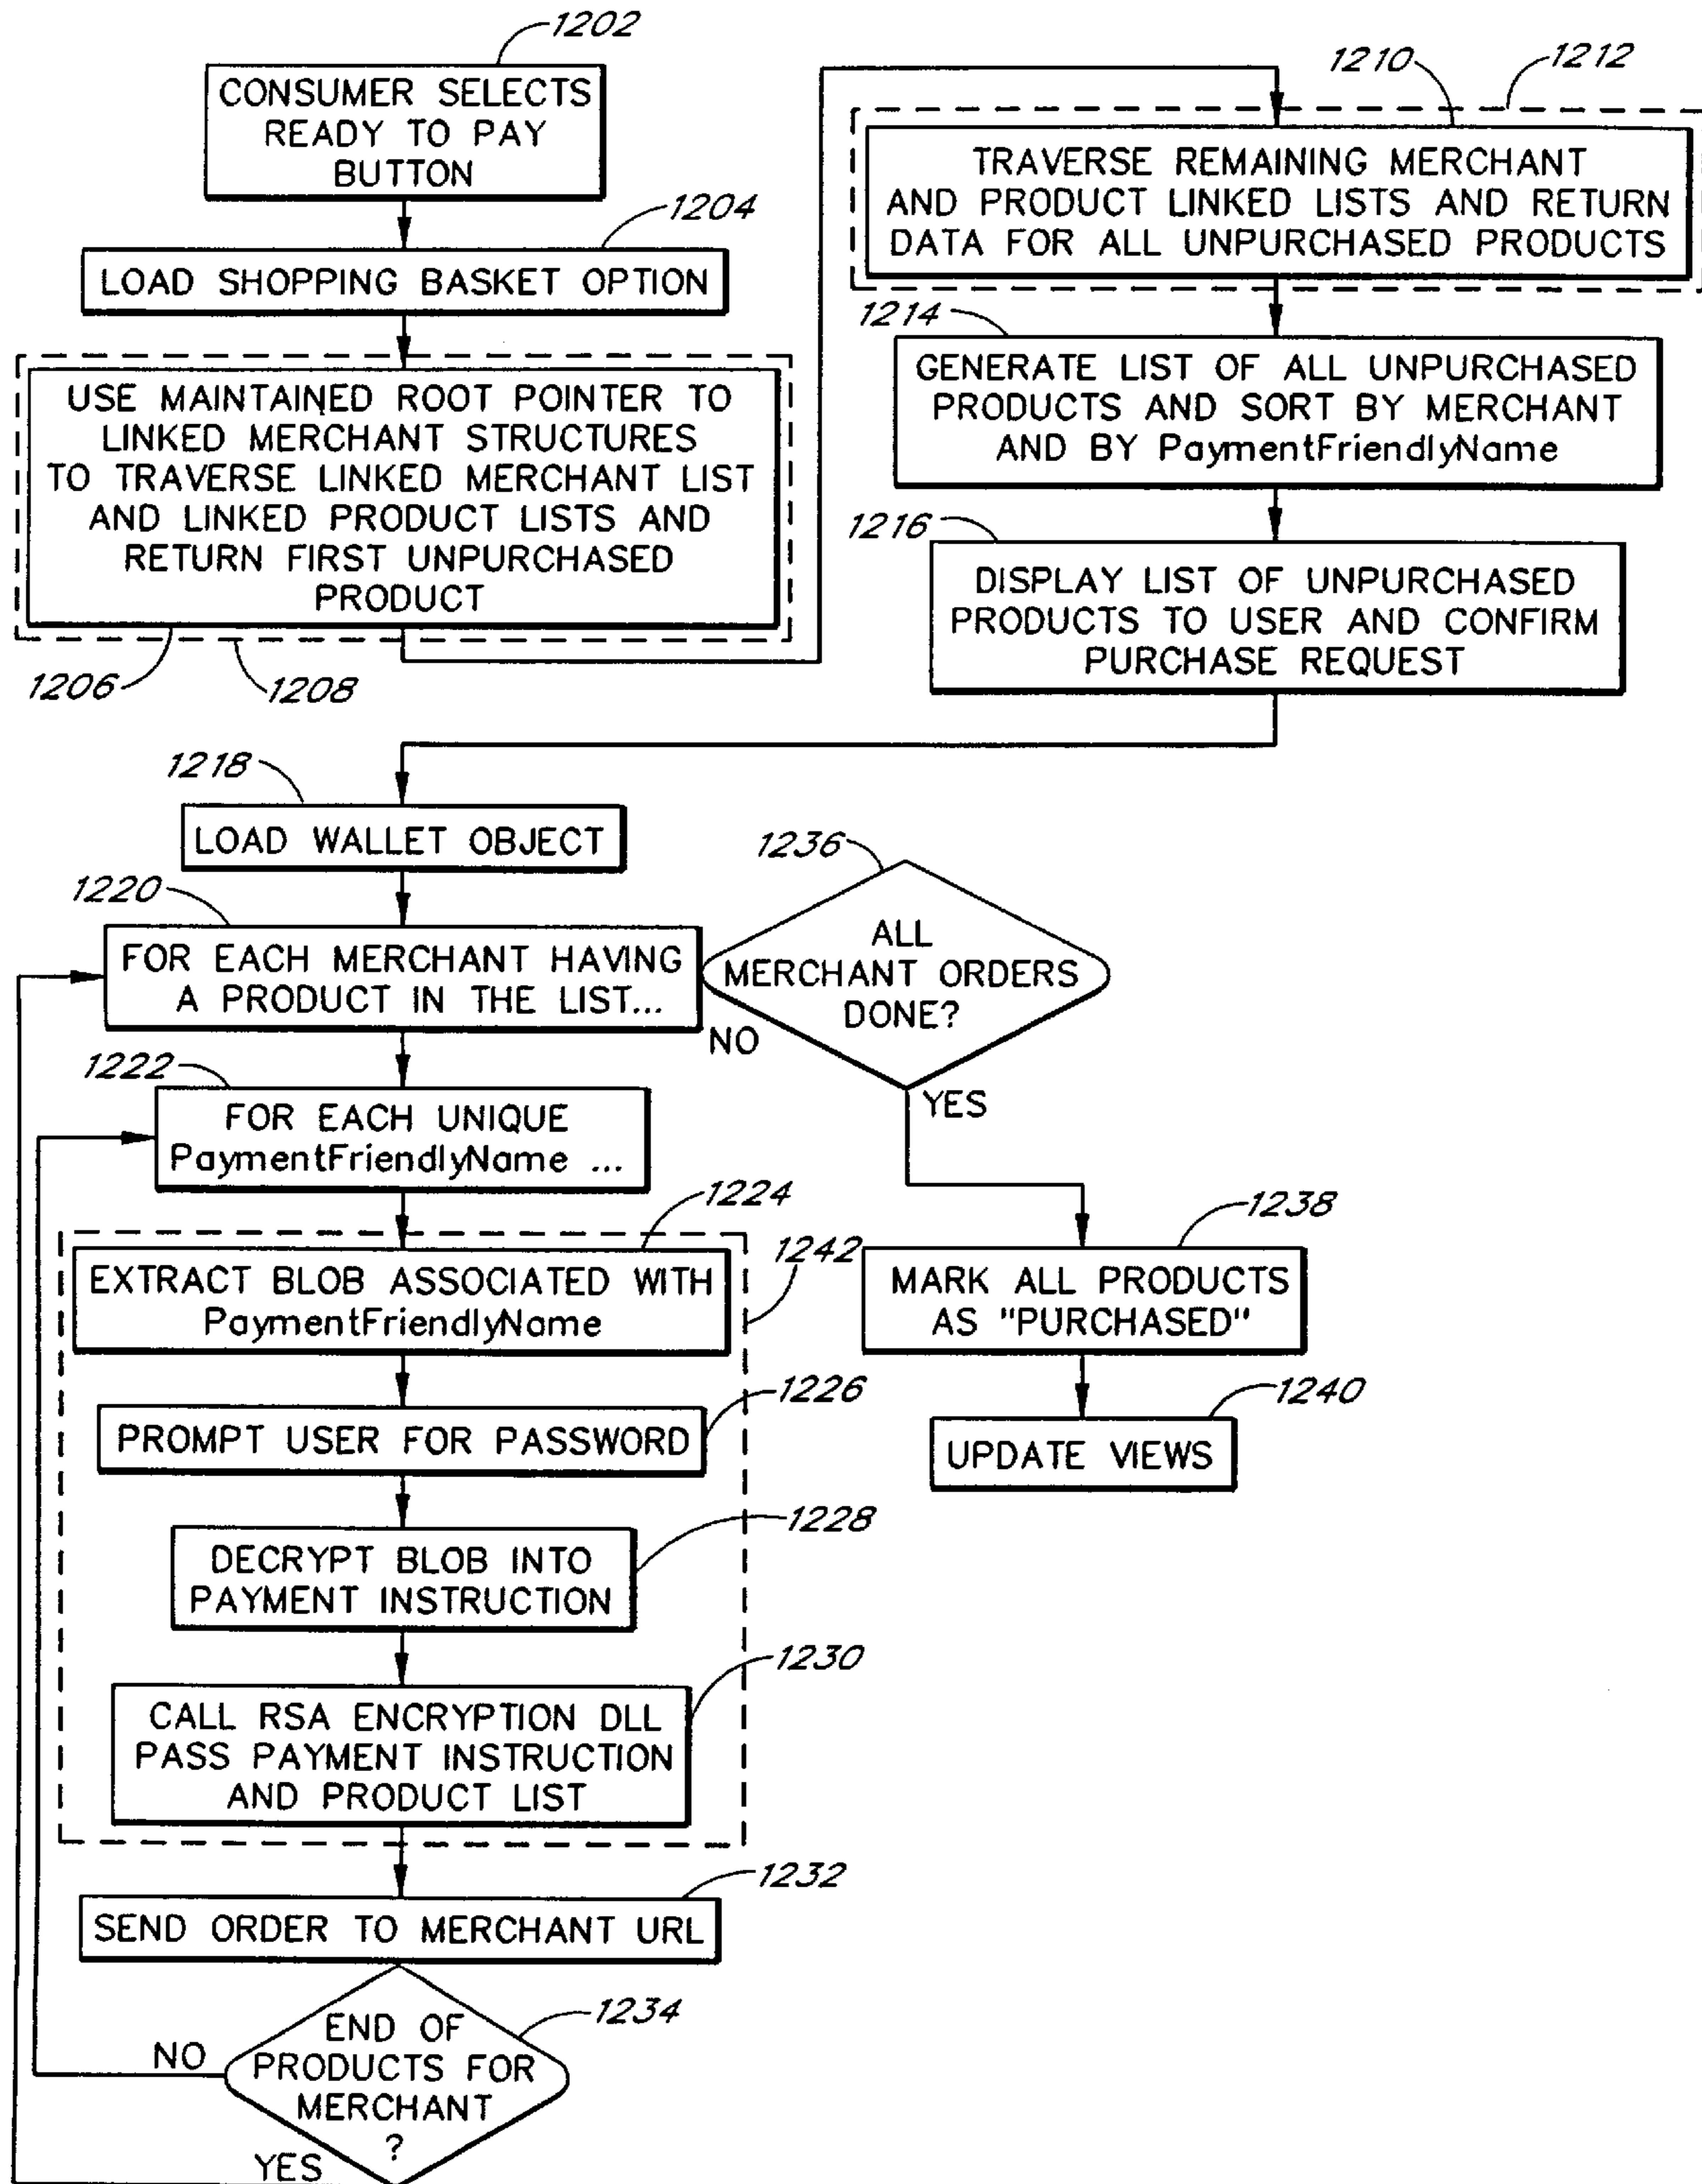 1202
CONSUMER SELECTS
READY TO PAY
BUTTON
1204
LOAD SHOPPING BASKET OPTION
USE MAINTAINED ROOT POINTER TO
LINKED MERCHANT STRUCTURES
TO TRAVERSE LINKED MERCHANT LIST
AND LINKED PRODUCT LISTS AND
RETURN FIRST UNPURCHASED
PRODUCT
1206
1208
1210
1212
TRAVERSE REMAINING MERCHANT
AND PRODUCT LINKED LISTS AND RETURN
DATA FOR ALL UNPURCHASED PRODUCTS
1214
GENERATE LIST OF ALL UNPURCHASED
PRODUCTS AND SORT BY MERCHANT
AND BY PaymentFriendlyName
1216
DISPLAY LIST OF UNPURCHASED
PRODUCTS TO USER AND CONFIRM
PURCHASE REQUEST
1218
LOAD WALLET OBJECT
1220
FOR EACH MERCHANT HAVING
A PRODUCT IN THE LIST...
1236
ALL
MERCHANT ORDERS
DONE?
NO
YES
1222
FOR EACH UNIQUE
PaymentFriendlyName ...
1224
1242
EXTRACT BLOB ASSOCIATED WITH
PaymentFriendlyName
1226
PROMPT USER FOR PASSWORD
1228
DECRYPT BLOB INTO
PAYMENT INSTRUCTION
1230
CALL RSA ENCRYPTION DLL
PASS PAYMENT INSTRUCTION
AND PRODUCT LIST
1232
SEND ORDER TO MERCHANT URL
1234
END OF
PRODUCTS FOR
MERCHANT
?
NO
YES
1238
MARK ALL PRODUCTS
AS "PURCHASED"
1240
UPDATE VIEWS